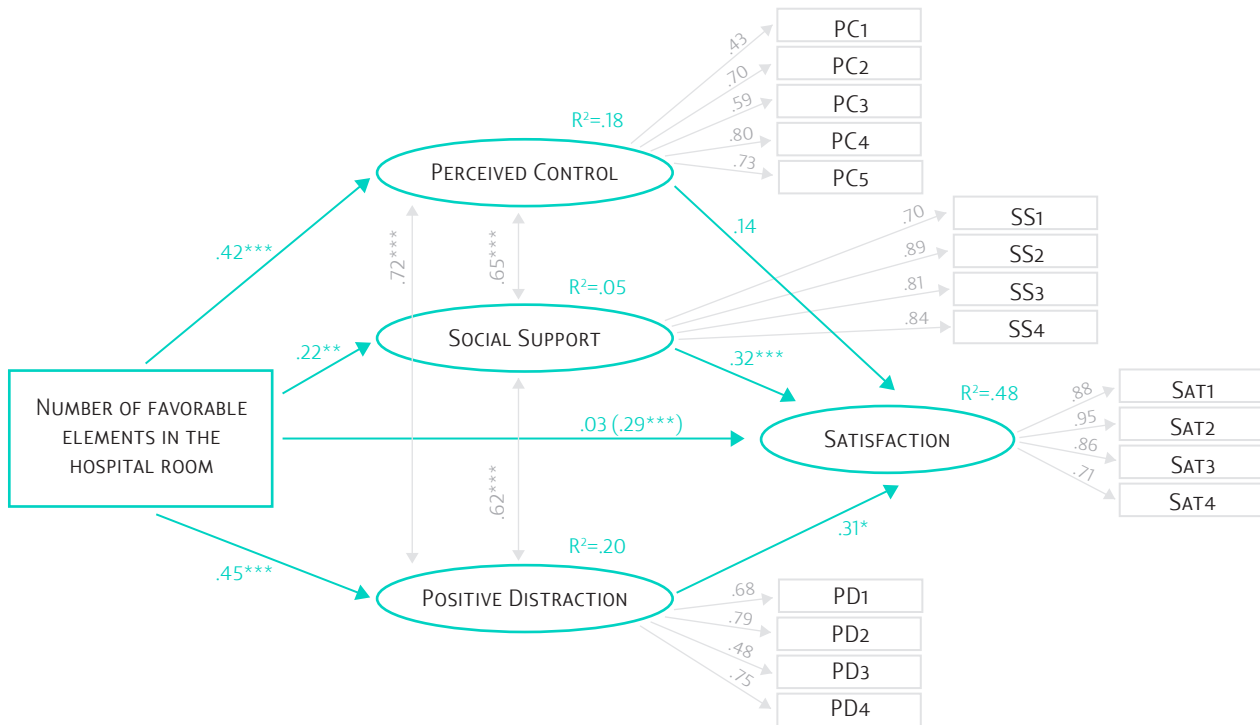 .43
PC1
.70
PC2
.59
PC3
.80
PC4
.73
PC5
R²=.18
PERCEIVED CONTROL
.42***
.72***
.65***
.14
.70
SS1
.89
SS2
.81
SS3
.84
SS4
R²=.05
SOCIAL SUPPORT
.22**
.32***
NUMBER OF FAVORABLE
ELEMENTS IN THE
HOSPITAL ROOM
.03 (.29***)
R²=.48
SATISFACTION
.88
SAT1
.95
SAT2
.86
SAT3
.71
SAT4
.62***
.45***
R²=.20
.31*
POSITIVE DISTRACTION
.68
PD1
.79
PD2
.48
PD3
.75
PD4